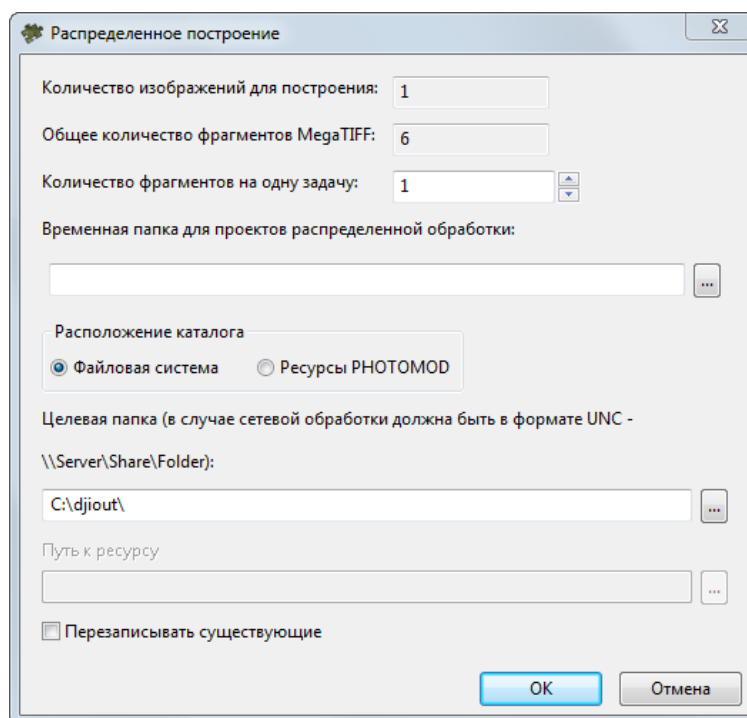 Распределенное построение
Количество изображений для построения: 1
Общее количество фрагментов MegaTIFF: 6
Количество фрагментов на одну задачу: 1
Временная папка для проектов распределенной обработки:
...
Расположение каталога
Файловая система Ресурсы PHOTOMOD
Целевая папка (в случае сетевой обработки должна быть в формате UNC -
\\Server\Share\Folder):
C:\djiout\ ...
Путь к ресурсу
...
Перезаписывать существующие
OK Отмена